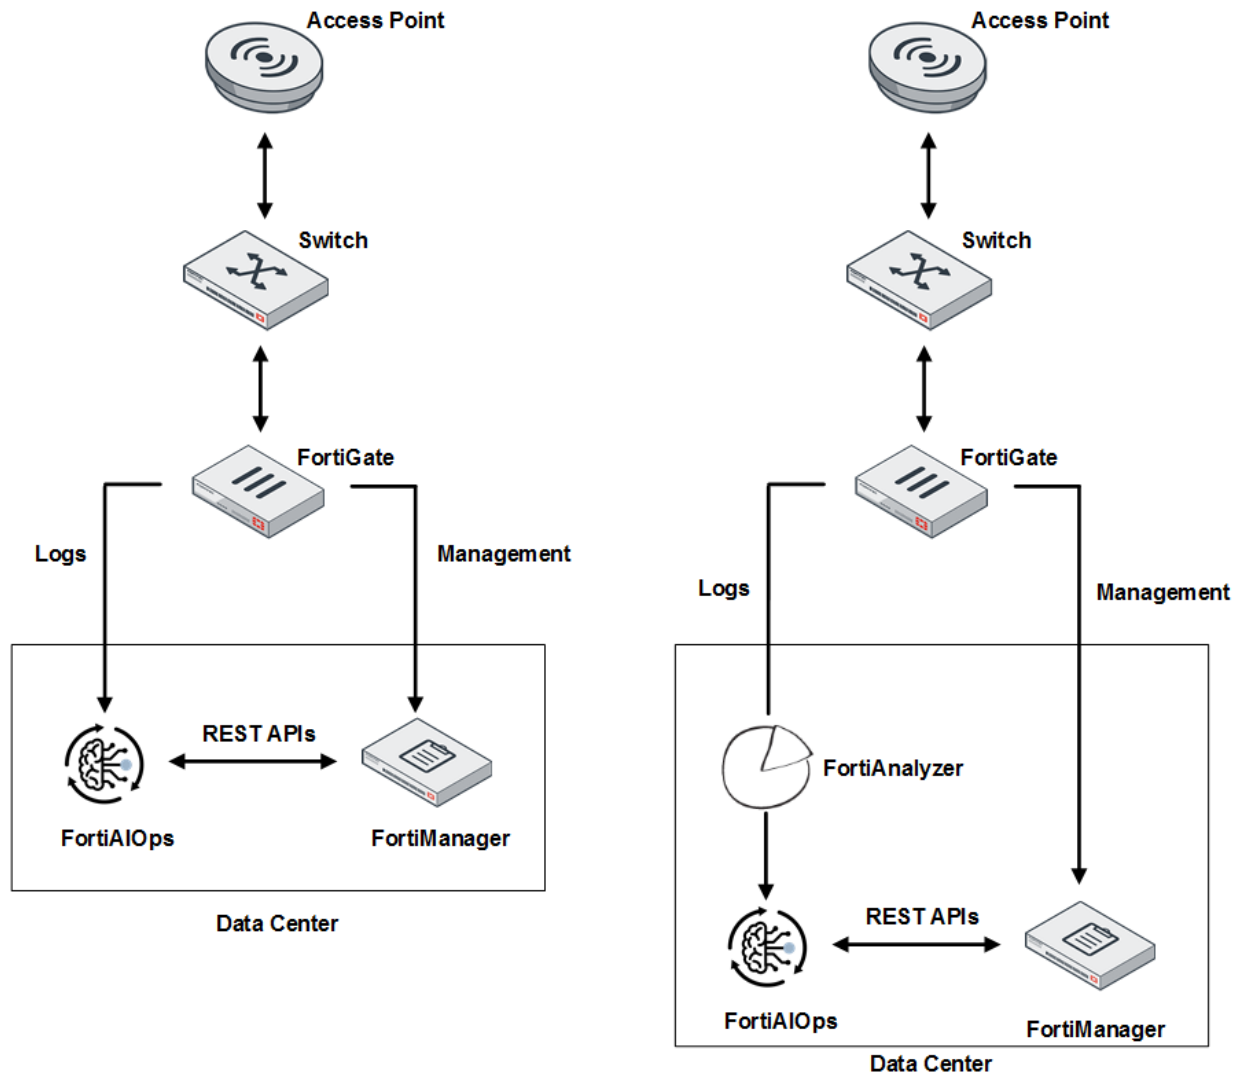 Access Point
Switch
FortiGate
Logs
Management
REST APIs
FortiAIOps
FortiManager
Data Center
Access Point
Switch
FortiGate
Logs
Management
FortiAnalyzer
REST APIs
FortiAIOps
FortiManager
Data Center